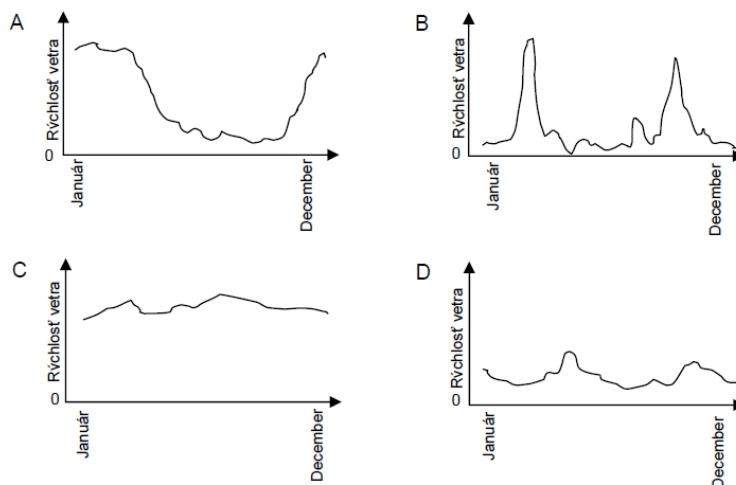 A
Rýchlosť vetra
0
Január
December
B
Rýchlosť vetra
0
Január
December
C
Rýchlosť vetra
0
Január
December
D
Rýchlosť vetra
0
Január
December